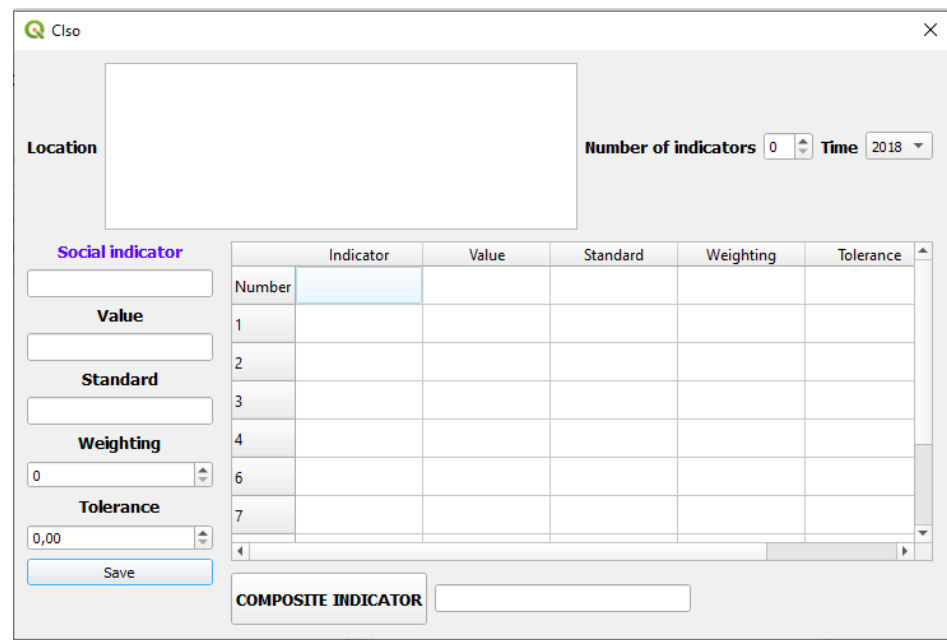 CIso
Location
Number of indicators 0 Time 2018
Social indicator
Value
Standard
Weighting
0
Tolerance
0,00
Save
Indicator Value Standard Weighting Tolerance
Number
1
2
3
4
6
7
COMPOSITE INDICATOR